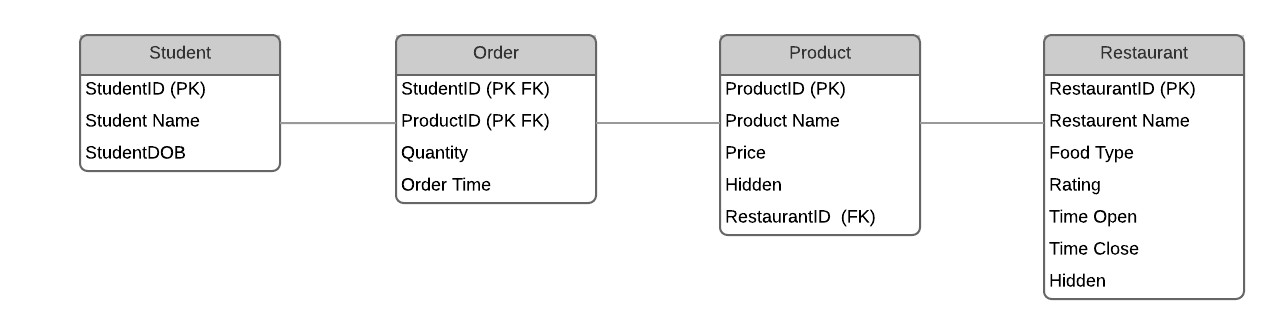 Student
StudentID (PK)
Student Name
StudentDOB
Order
StudentID (PK FK)
ProductID (PK FK)
Quantity
Order Time
Product
ProductID (PK)
Product Name
Price
Hidden
RestaurantID  (FK)
Restaurant
RestaurantID (PK)
Restaurent Name
Food Type
Rating
Time Open
Time Close
Hidden